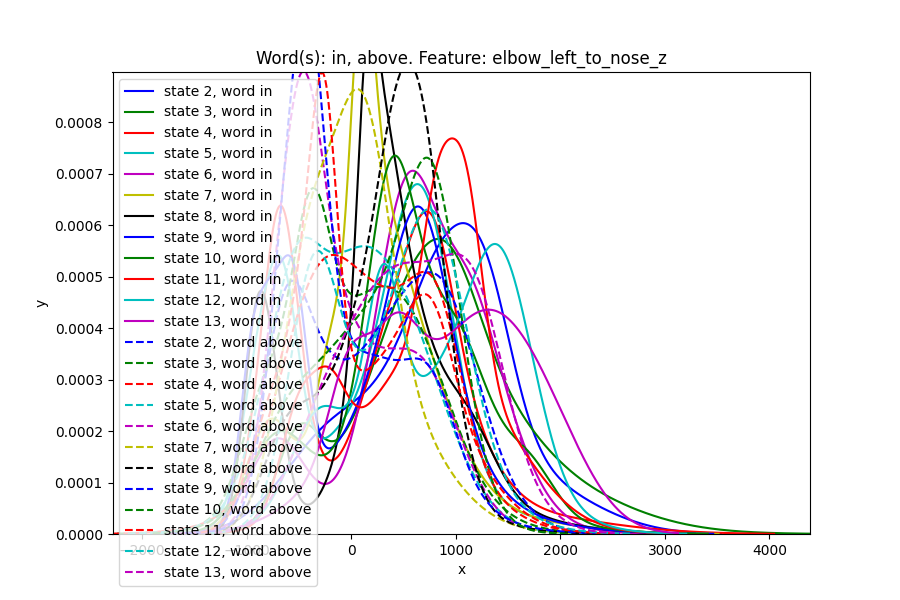 Word(s): in, above. Feature: elbow_left_to_nose_z
y
0.0008
0.0007
0.0006
0.0005
0.0004
0.0003
0.0002
0.0001
0.0000
state 2, word in
state 3, word in
state 4, word in
state 5, word in
state 6, word in
state 7, word in
state 8, word in
state 9, word in
state 10, word in
state 11, word in
state 12, word in
state 13, word in
state 2, word above
state 3, word above
state 4, word above
state 5, word above
state 6, word above
state 7, word above
state 8, word above
state 9, word above
state 10, word above
state 11, word above
state 12, word above
state 13, word above
−2000 −1000 0 1000 2000 3000 4000
x